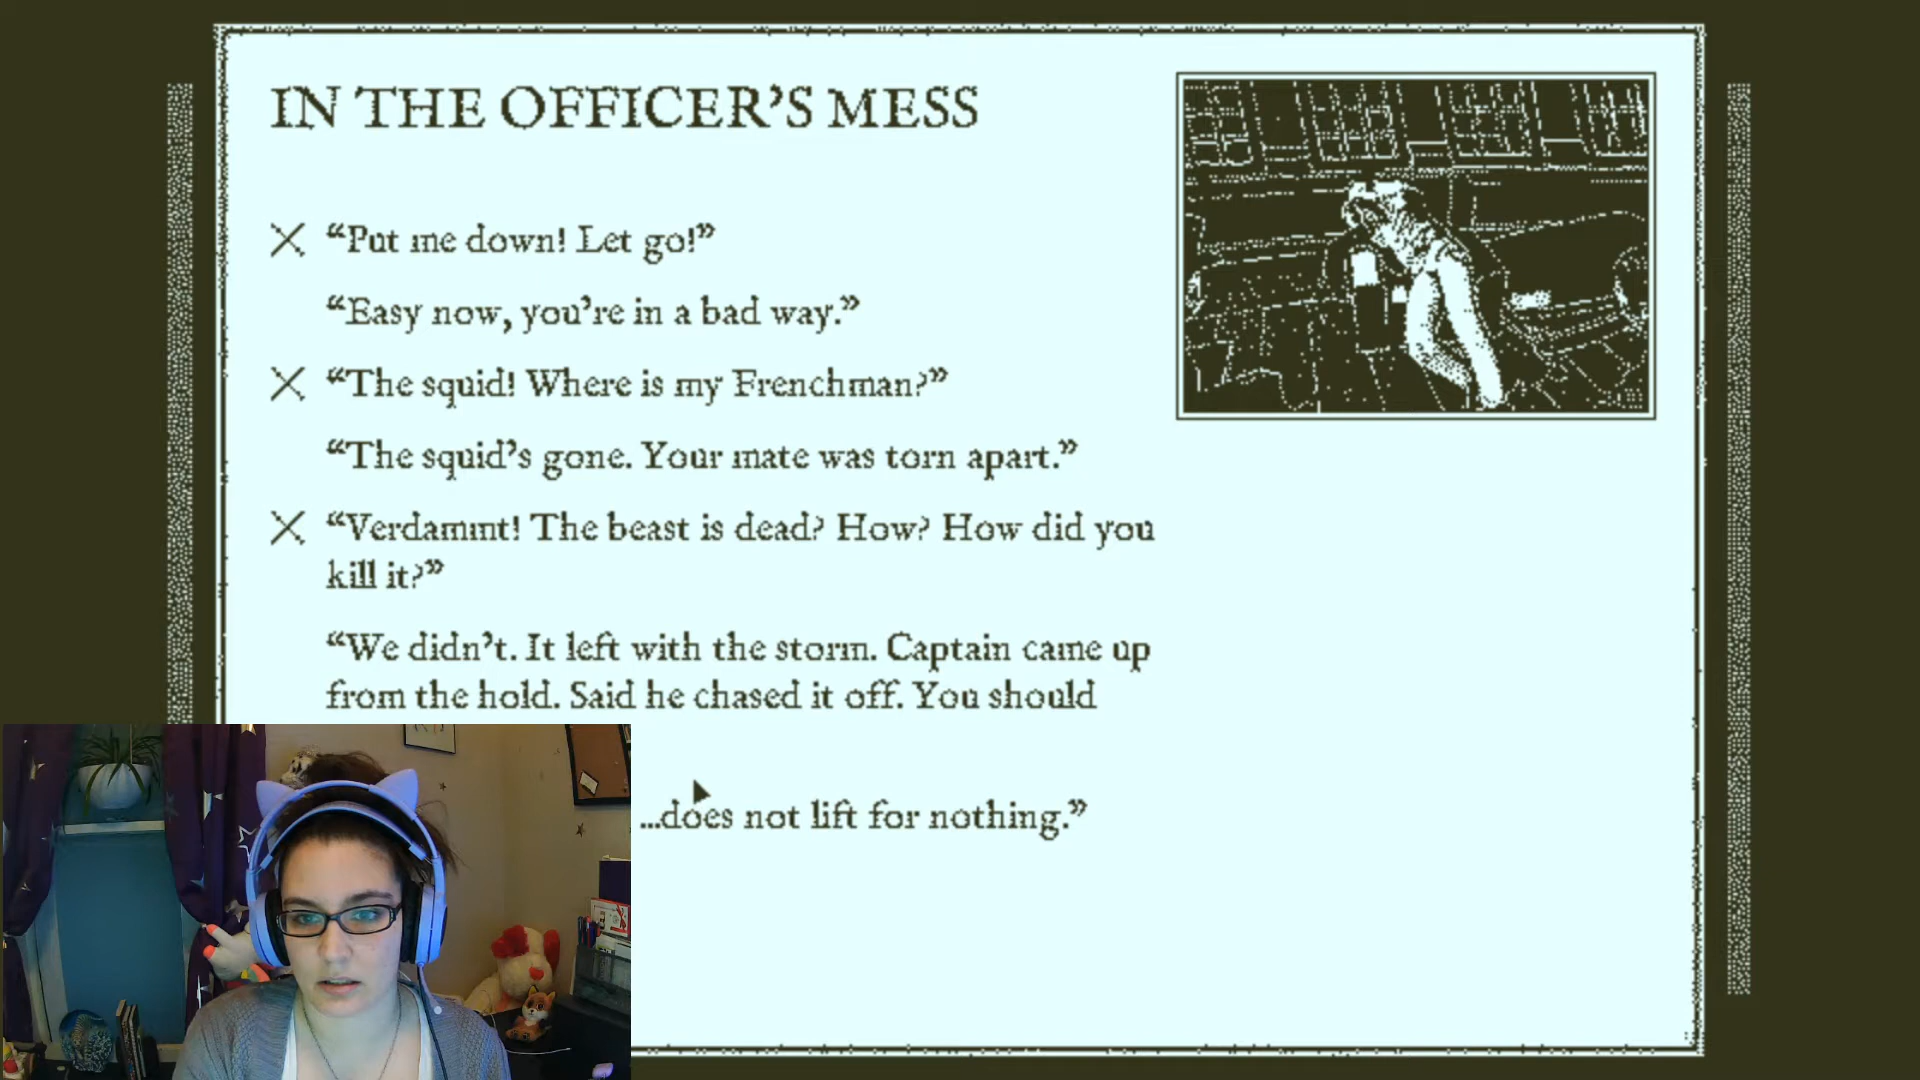 IN THE OFFICER'S MESS
“Put me down! Let go!”
“Easy now, you're in a bad way.”
“The squid! Where is my Frenchman?”
“The squid's gone. Your mate was torn apart.”
“Verdammt! The beast is dead? How? How did you
kill it?”
“We didn't. It left with the storm. Captain came up
from the hold. Said he chased it off. You should
...does not lift for nothing.”